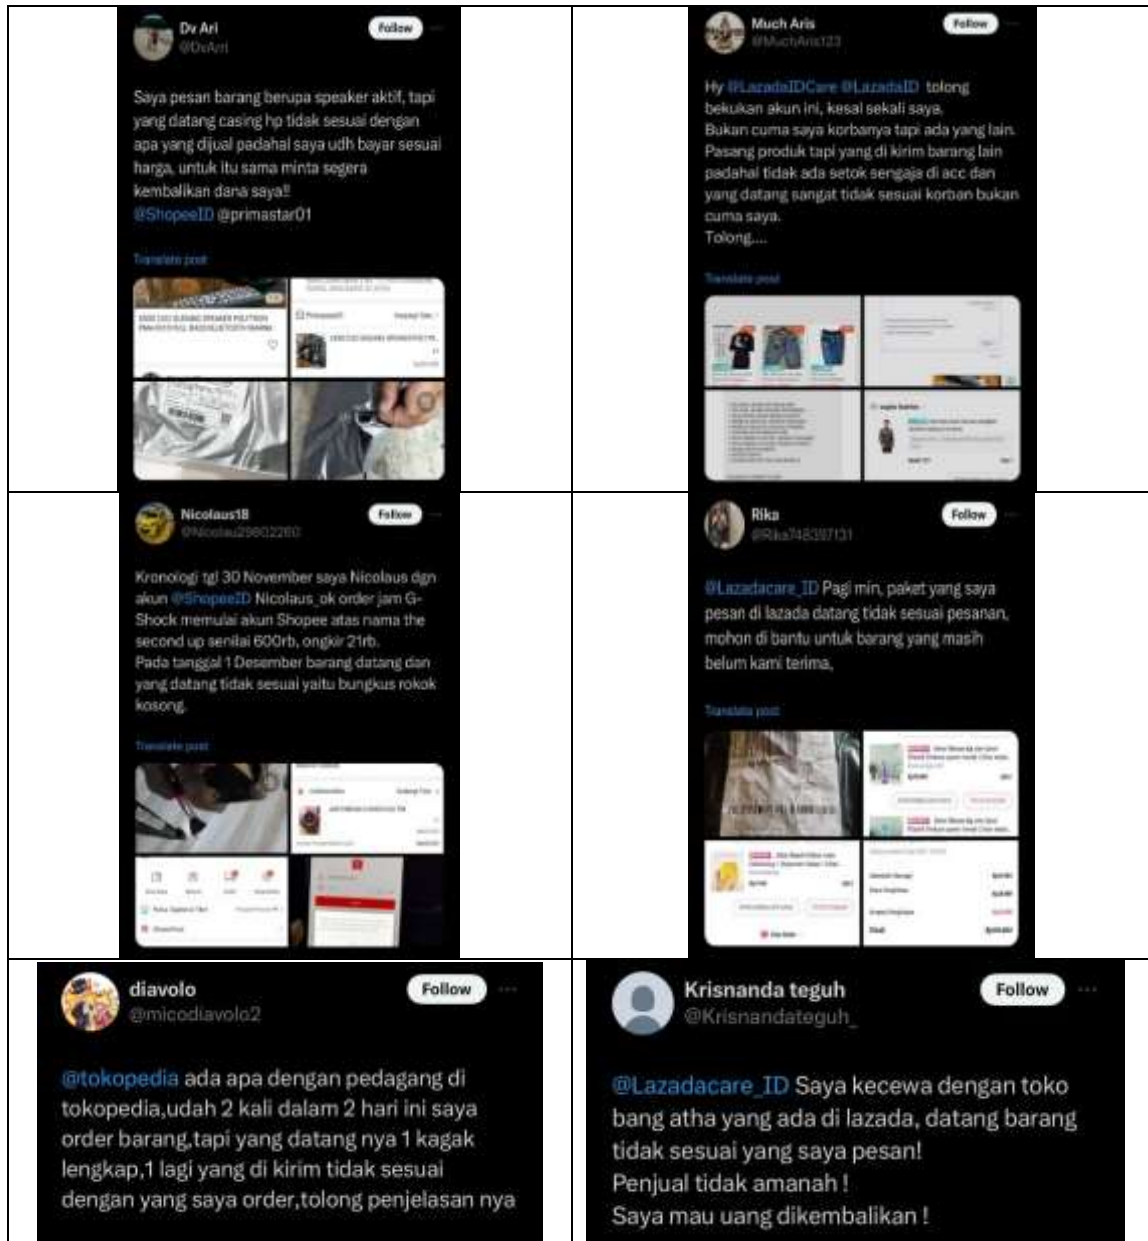 Dv Ari
Follow
@DvArri
Saya pesan barang berupa speaker aktif, tapi
yang datang casing hp tidak sesuai dengan
apa yang dijual padahal saya udh bayar sesuai
harga, untuk itu sama minta segera
kembalikan dana saya!!
@ShopeeID @primastar01
Translate post
Much Aris
Follow
@MuchAris123
Hy @LazadaIDCare @LazadaID tolong
bekukan akun ini, kesal sekali saya.
Bukan cuma saya korbanya tapi ada yang lain.
Pasang produk tapi yang di kirim barang lain
padahal tidak ada setok sengaja di acc dan
yang datang sangat tidak sesuai korban bukan
cuma saya.
Tolong....
Translate post
Nicolaus18
Follow
@Nicolau29602260
Kronologi tgl 30 November saya Nicolaus dgn
akun @ShopeeID Nicolaus_ok order jam G-
Shock memulai akun Shopee atas nama the
second up senilai 600rb, ongkir 21rb.
Pada tanggal 1 Desember barang datang dan
yang datang tidak sesuai yaitu bungkus rokok
kosong.
Translate post
Rika
Follow
@Rika748397131
@Lazadacare_ID Pagi min, paket yang saya
pesan di lazada datang tidak sesuai pesanan,
mohon di bantu untuk barang yang masih
belum kami terima,
Translate post
diavolo
Follow
@micodiavolo2
@tokopedia ada apa dengan pedagang di
tokopedia,udah 2 kali dalam 2 hari ini saya
order barang,tapi yang datang nya 1 kagak
lengkap,1 lagi yang di kirim tidak sesuai
dengan yang saya order,tolong penjelasan nya
Krisnanda teguh
Follow
@Krisnandateguh_
@Lazadacare_ID Saya kecewa dengan toko
bang atha yang ada di lazada, datang barang
tidak sesuai yang saya pesan!
Penjual tidak amanah !
Saya mau uang dikembalikan !